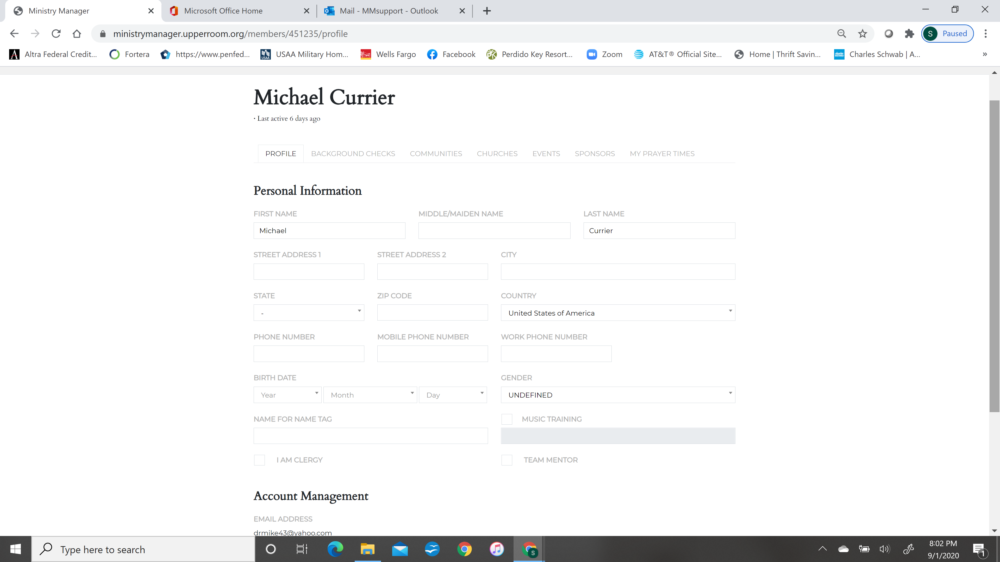 Ministry Manager
Microsoft Office Home
Mail - MMsupport - Outlook
ministrymanager.upperroom.org/members/451235/profile
S Paused
Altra Federal Credit...
Fortera
https://www.penfed...
USAA
USAA Military Hom...
Wells Fargo
Facebook
Perdido Key Resort...
Zoom
AT&T® Official Site...
Home | Thrift Savin...
Charles Schwab | A...
»
Michael Currier
· Last active 6 days ago
PROFILE
BACKGROUND CHECKS
COMMUNITIES
CHURCHES
EVENTS
SPONSORS
MY PRAYER TIMES
Personal Information
FIRST NAME
MIDDLE/MAIDEN NAME
LAST NAME
Michael
Currier
STREET ADDRESS 1
STREET ADDRESS 2
CITY
STATE
ZIP CODE
COUNTRY
-
United States of America
PHONE NUMBER
MOBILE PHONE NUMBER
WORK PHONE NUMBER
BIRTH DATE
GENDER
Year
Month
Day
UNDEFINED
NAME FOR NAME TAG
MUSIC TRAINING
I AM CLERGY
TEAM MENTOR
Account Management
EMAIL ADDRESS
drmike43@yahoo.com
Type here to search
S
8:02 PM
9/1/2020
1